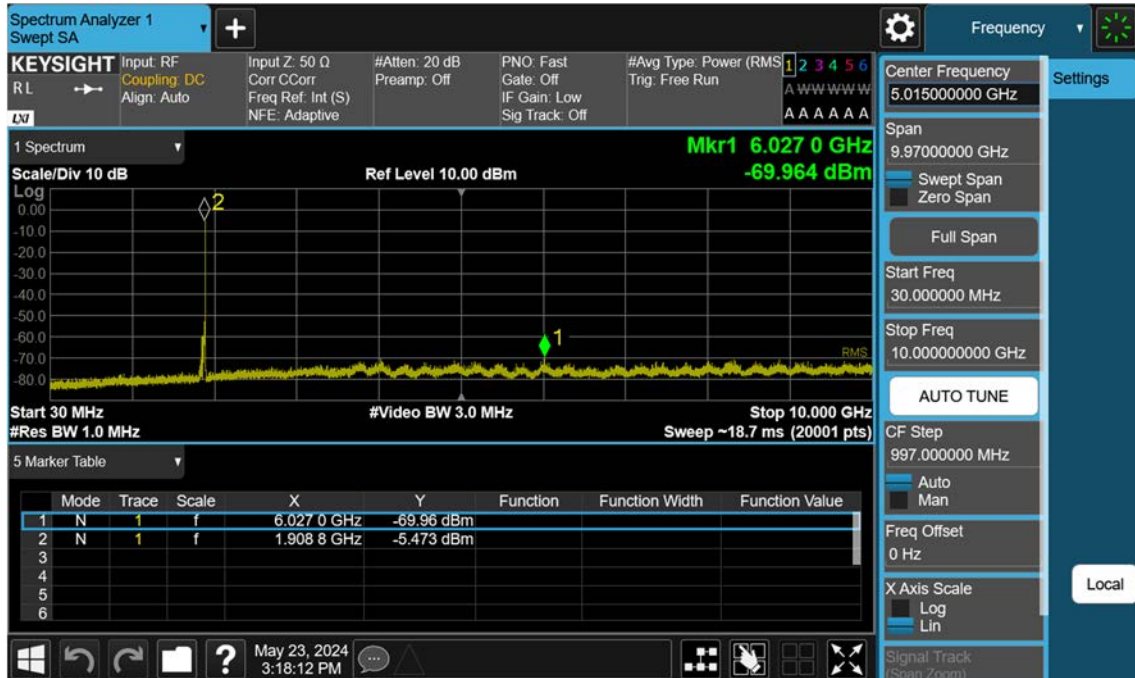 Spectrum Analyzer 1
Swept SA
+
Frequency
KEYSIGHT
RL
LXI
Input: RF
Coupling: DC
Align: Auto
Input Z: 50 Ω
Corr CCorr
Freq Ref: Int (S)
NFE: Adaptive
#Atten: 20 dB
Preamp: Off
PNO: Fast
Gate: Off
IF Gain: Low
Sig Track: Off
#Avg Type: Power (RMS
Trig: Free Run
1 2 3 4 5 6
A W W W W W
A A A A A A
1 Spectrum
Mkr1 6.027 0 GHz
-69.964 dBm
Scale/Div 10 dB
Ref Level 10.00 dBm
Log
0.00
-10.0
-20.0
-30.0
-40.0
-50.0
-60.0
-70.0
-80.0
2
1
RMS
Start 30 MHz
#Video BW 3.0 MHz
Stop 10.000 GHz
#Res BW 1.0 MHz
Sweep ~18.7 ms (20001 pts)
5 Marker Table
Mode Trace Scale X Y Function Function Width Function Value
1 N 1 f 6.027 0 GHz -69.96 dBm
2 N 1 f 1.908 8 GHz -5.473 dBm
3
4
5
6
?
May 23, 2024
3:18:12 PM
Center Frequency
5.015000000 GHz
Settings
Span
9.97000000 GHz
Swept Span
Zero Span
Full Span
Start Freq
30.000000 MHz
Stop Freq
10.000000000 GHz
AUTO TUNE
CF Step
997.000000 MHz
Auto
Man
Freq Offset
0 Hz
X Axis Scale
Log
Lin
Local
Signal Track
(Span Zoom)